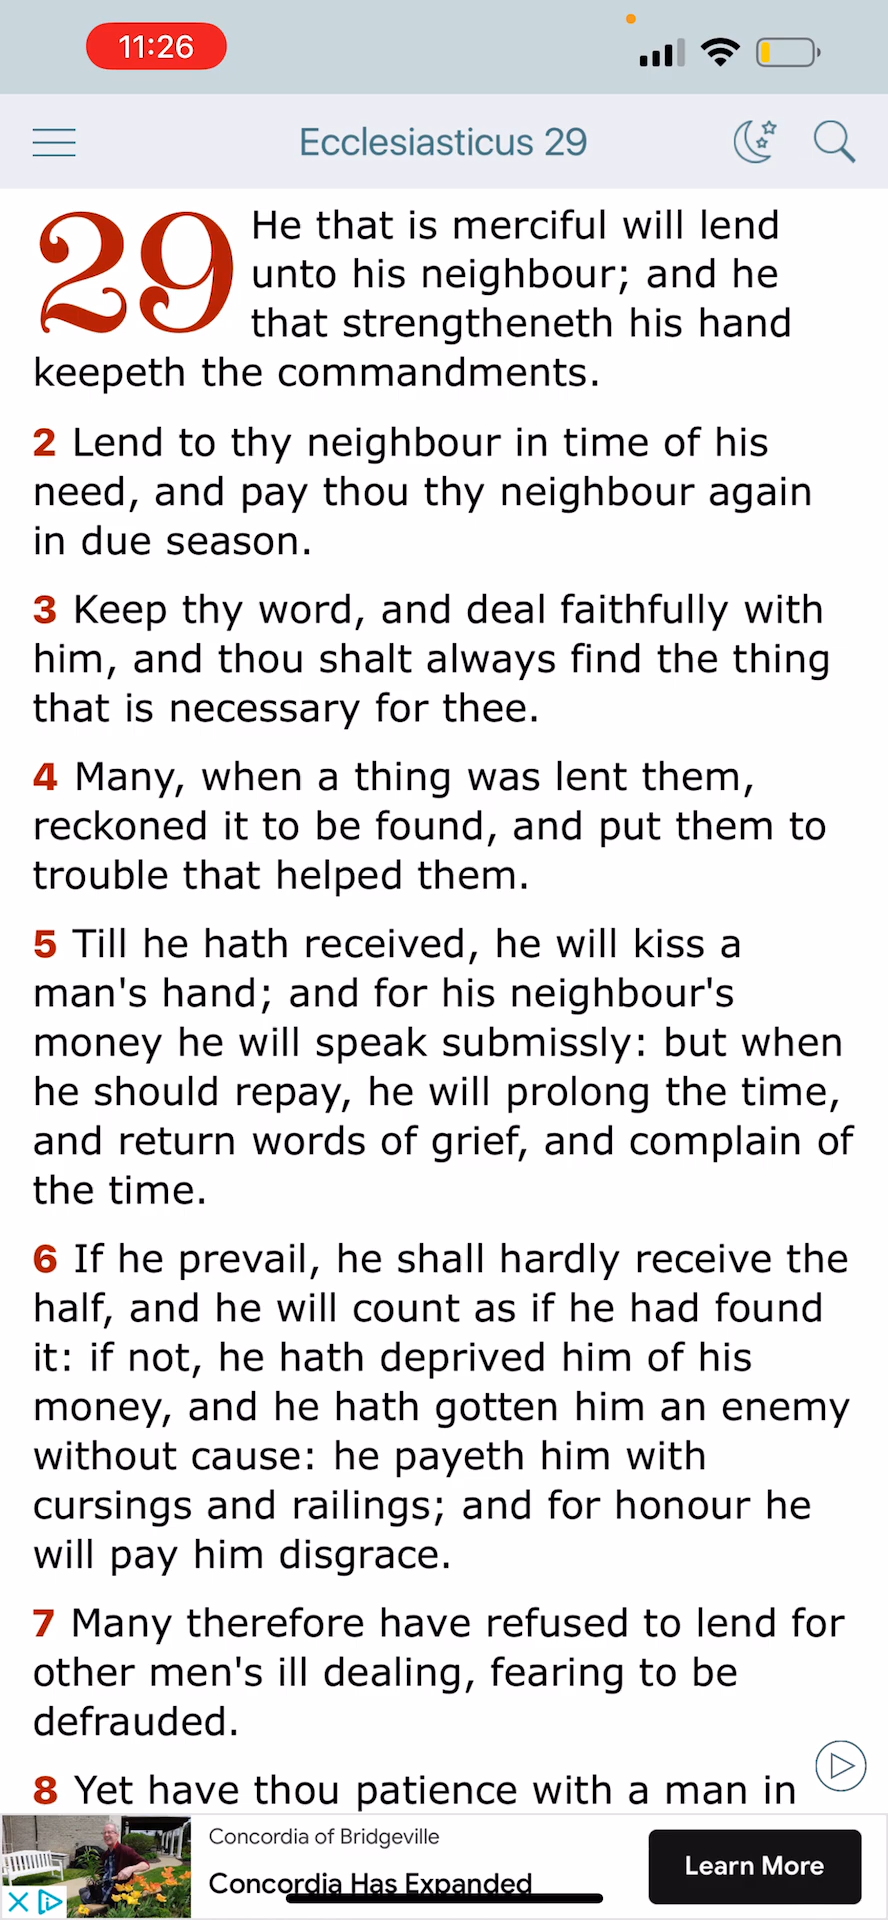 11:26
Ecclesiasticus 29
29 He that is merciful will lend
unto his neighbour; and he
that strengtheneth his hand
keepeth the commandments.
2 Lend to thy neighbour in time of his
need, and pay thou thy neighbour again
in due season.
3 Keep thy word, and deal faithfully with
him, and thou shalt always find the thing
that is necessary for thee.
4 Many, when a thing was lent them,
reckoned it to be found, and put them to
trouble that helped them.
5 Till he hath received, he will kiss a
man's hand; and for his neighbour's
money he will speak submissly: but when
he should repay, he will prolong the time,
and return words of grief, and complain of
the time.
6 If he prevail, he shall hardly receive the
half, and he will count as if he had found
it: if not, he hath deprived him of his
money, and he hath gotten him an enemy
without cause: he payeth him with
cursings and railings; and for honour he
will pay him disgrace.
7 Many therefore have refused to lend for
other men's ill dealing, fearing to be
defrauded.
8 Yet have thou patience with a man in
Concordia of Bridgeville
Concordia Has Expanded
Learn More